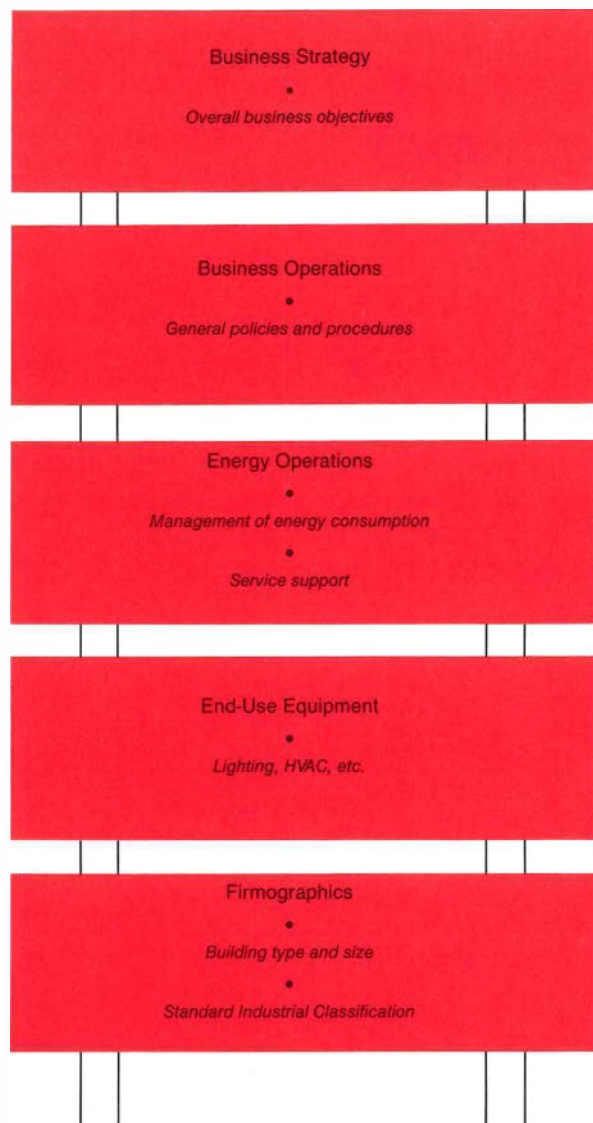 Business Strategy
•
Overall business objectives
Business Operations
•
General policies and procedures
Energy Operations
•
Management of energy consumption
•
Service support
End-Use Equipment
•
Lighting, HVAC, etc.
Firmographics
•
Building type and size
•
Standard Industrial Classification